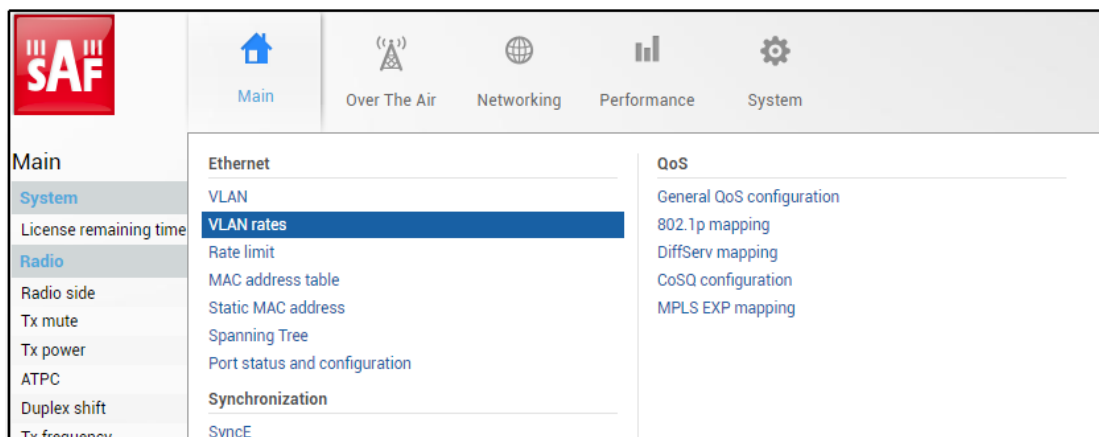 SAF
Main
Over The Air
Networking
Performance
System
Main
System
License remaining time
Radio
Radio side
Tx mute
Tx power
ATPC
Duplex shift
Tx frequency
Ethernet
VLAN
VLAN rates
Rate limit
MAC address table
Static MAC address
Spanning Tree
Port status and configuration
Synchronization
SyncE
QoS
General QoS configuration
802.1p mapping
DiffServ mapping
CoSQ configuration
MPLS EXP mapping